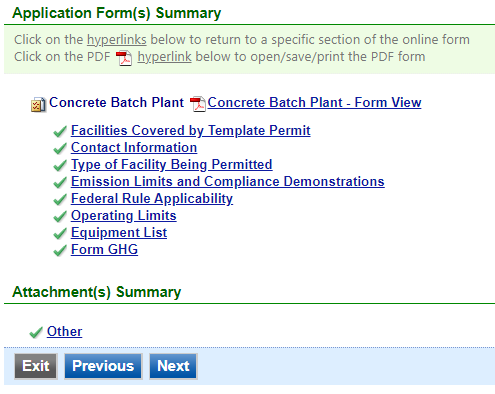 Application Form(s) Summary
Click on the hyperlinks below to return to a specific section of the online form
Click on the PDF hyperlink below to open/save/print the PDF form
Concrete Batch Plant Concrete Batch Plant - Form View
Facilities Covered by Template Permit
Contact Information
Type of Facility Being Permitted
Emission Limits and Compliance Demonstrations
Federal Rule Applicability
Operating Limits
Equipment List
Form GHG
Attachment(s) Summary
Other
Exit Previous Next